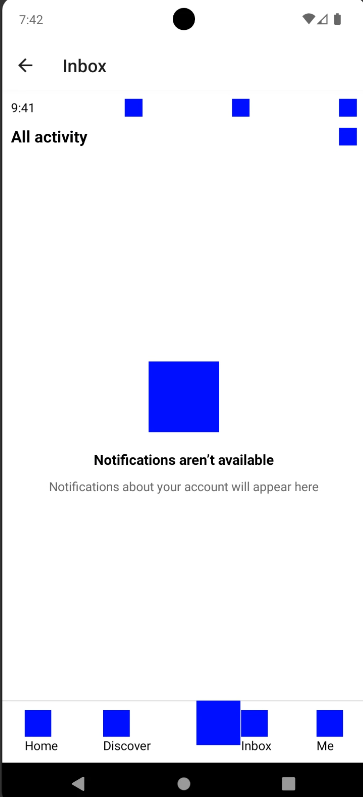 7:42
Inbox
9:41
All activity
Notifications aren’t available
Notifications about your account will appear here
Home
Discover
Inbox
Me